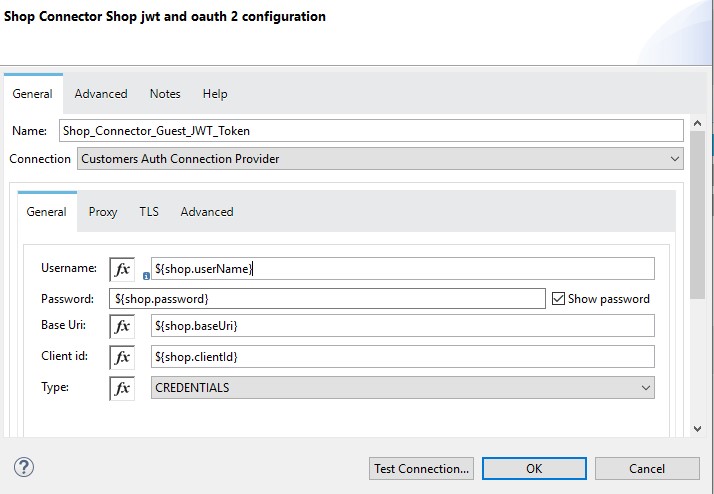 Shop Connector Shop jwt and oauth 2 configuration
General Advanced Notes Help
Name: Shop_Connector_Guest_JWT_Token
Connection Customers Auth Connection Provider
General Proxy TLS Advanced
Username: fx ${shop.userName}
Password: ${shop.password} Show password
Base Uri: fx ${shop.baseUri}
Client id: fx ${shop.clientId}
Type: fx CREDENTIALS
? Test Connection... OK Cancel